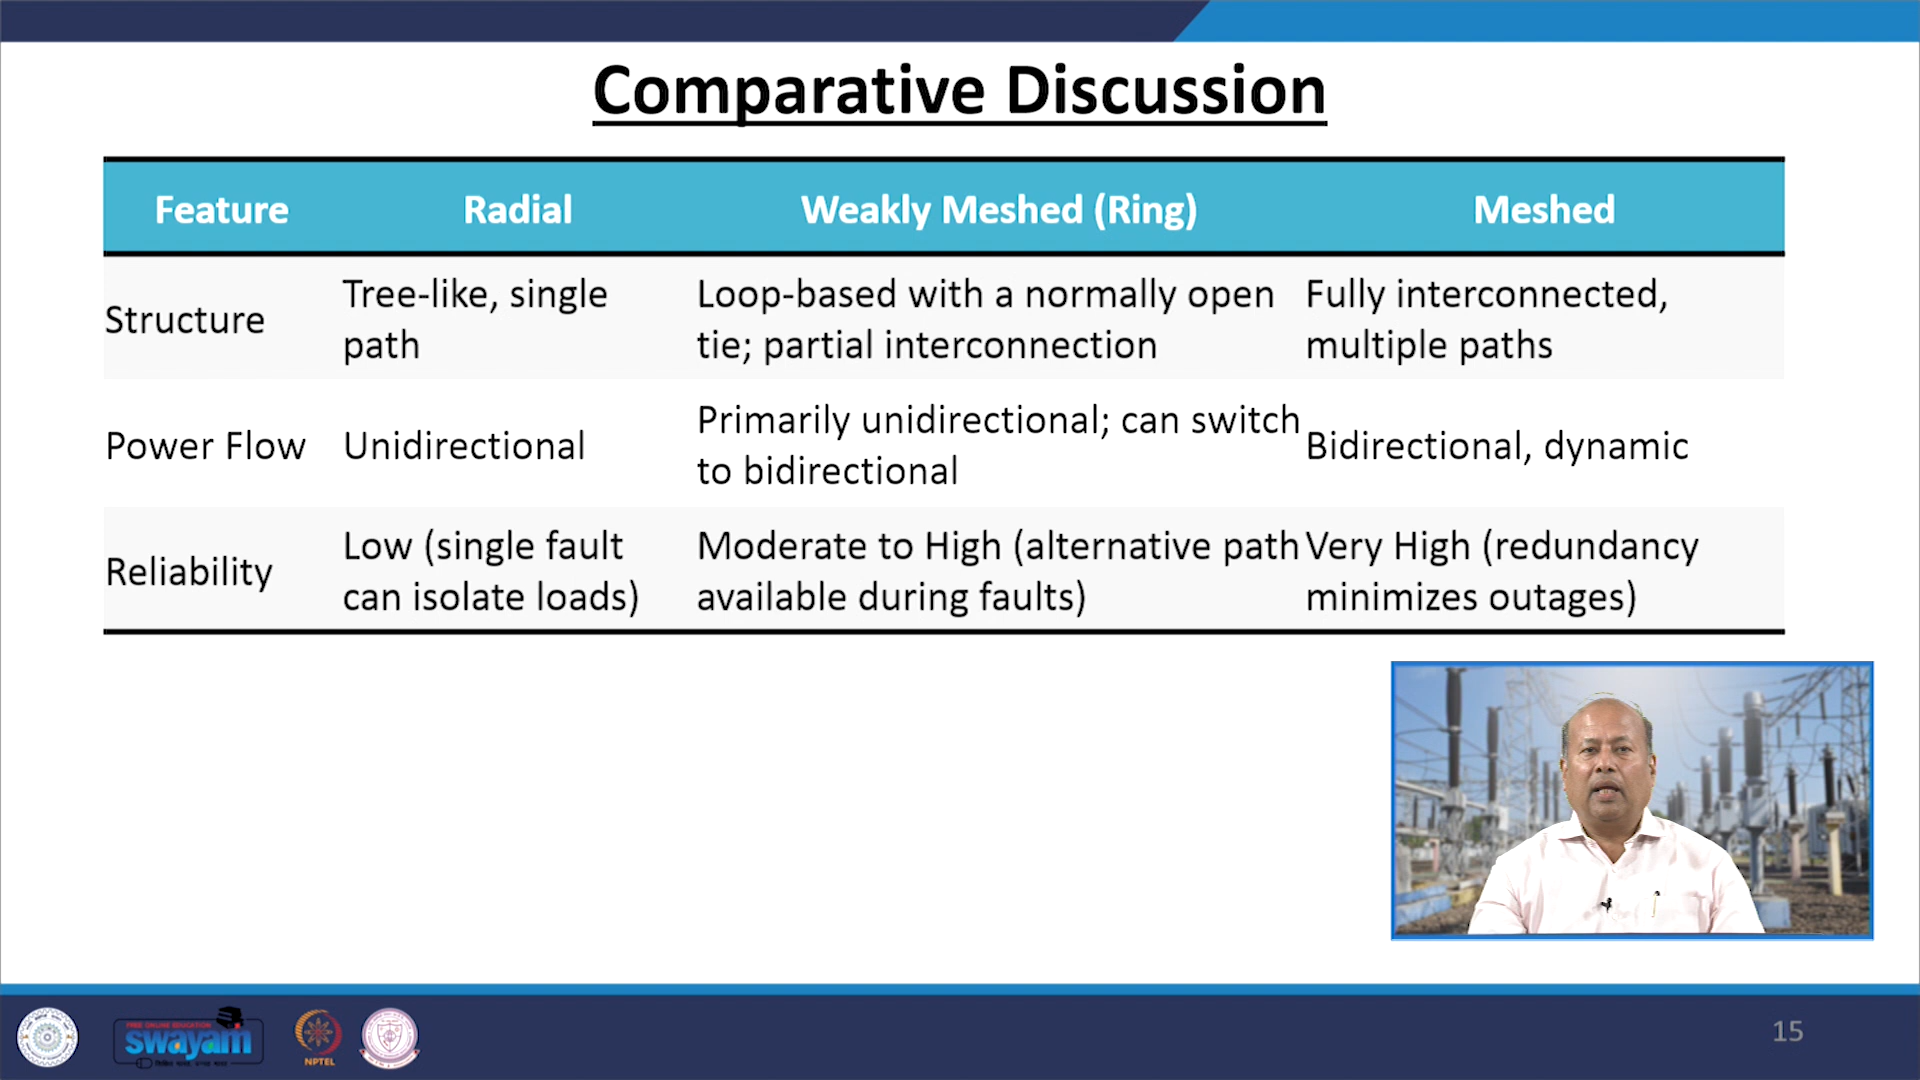 Comparative Discussion
Feature Radial Weakly Meshed (Ring) Meshed
Structure
Tree-like, single
path
Loop-based with a normally open
tie; partial interconnection
Fully interconnected,
multiple paths
Power Flow
Unidirectional
Primarily unidirectional; can switch
to bidirectional
Bidirectional, dynamic
Reliability
Low (single fault
can isolate loads)
Moderate to High (alternative path
available during faults)
Very High (redundancy
minimizes outages)
FREE ONLINE EDUCATION
swayam
NPTEL
15